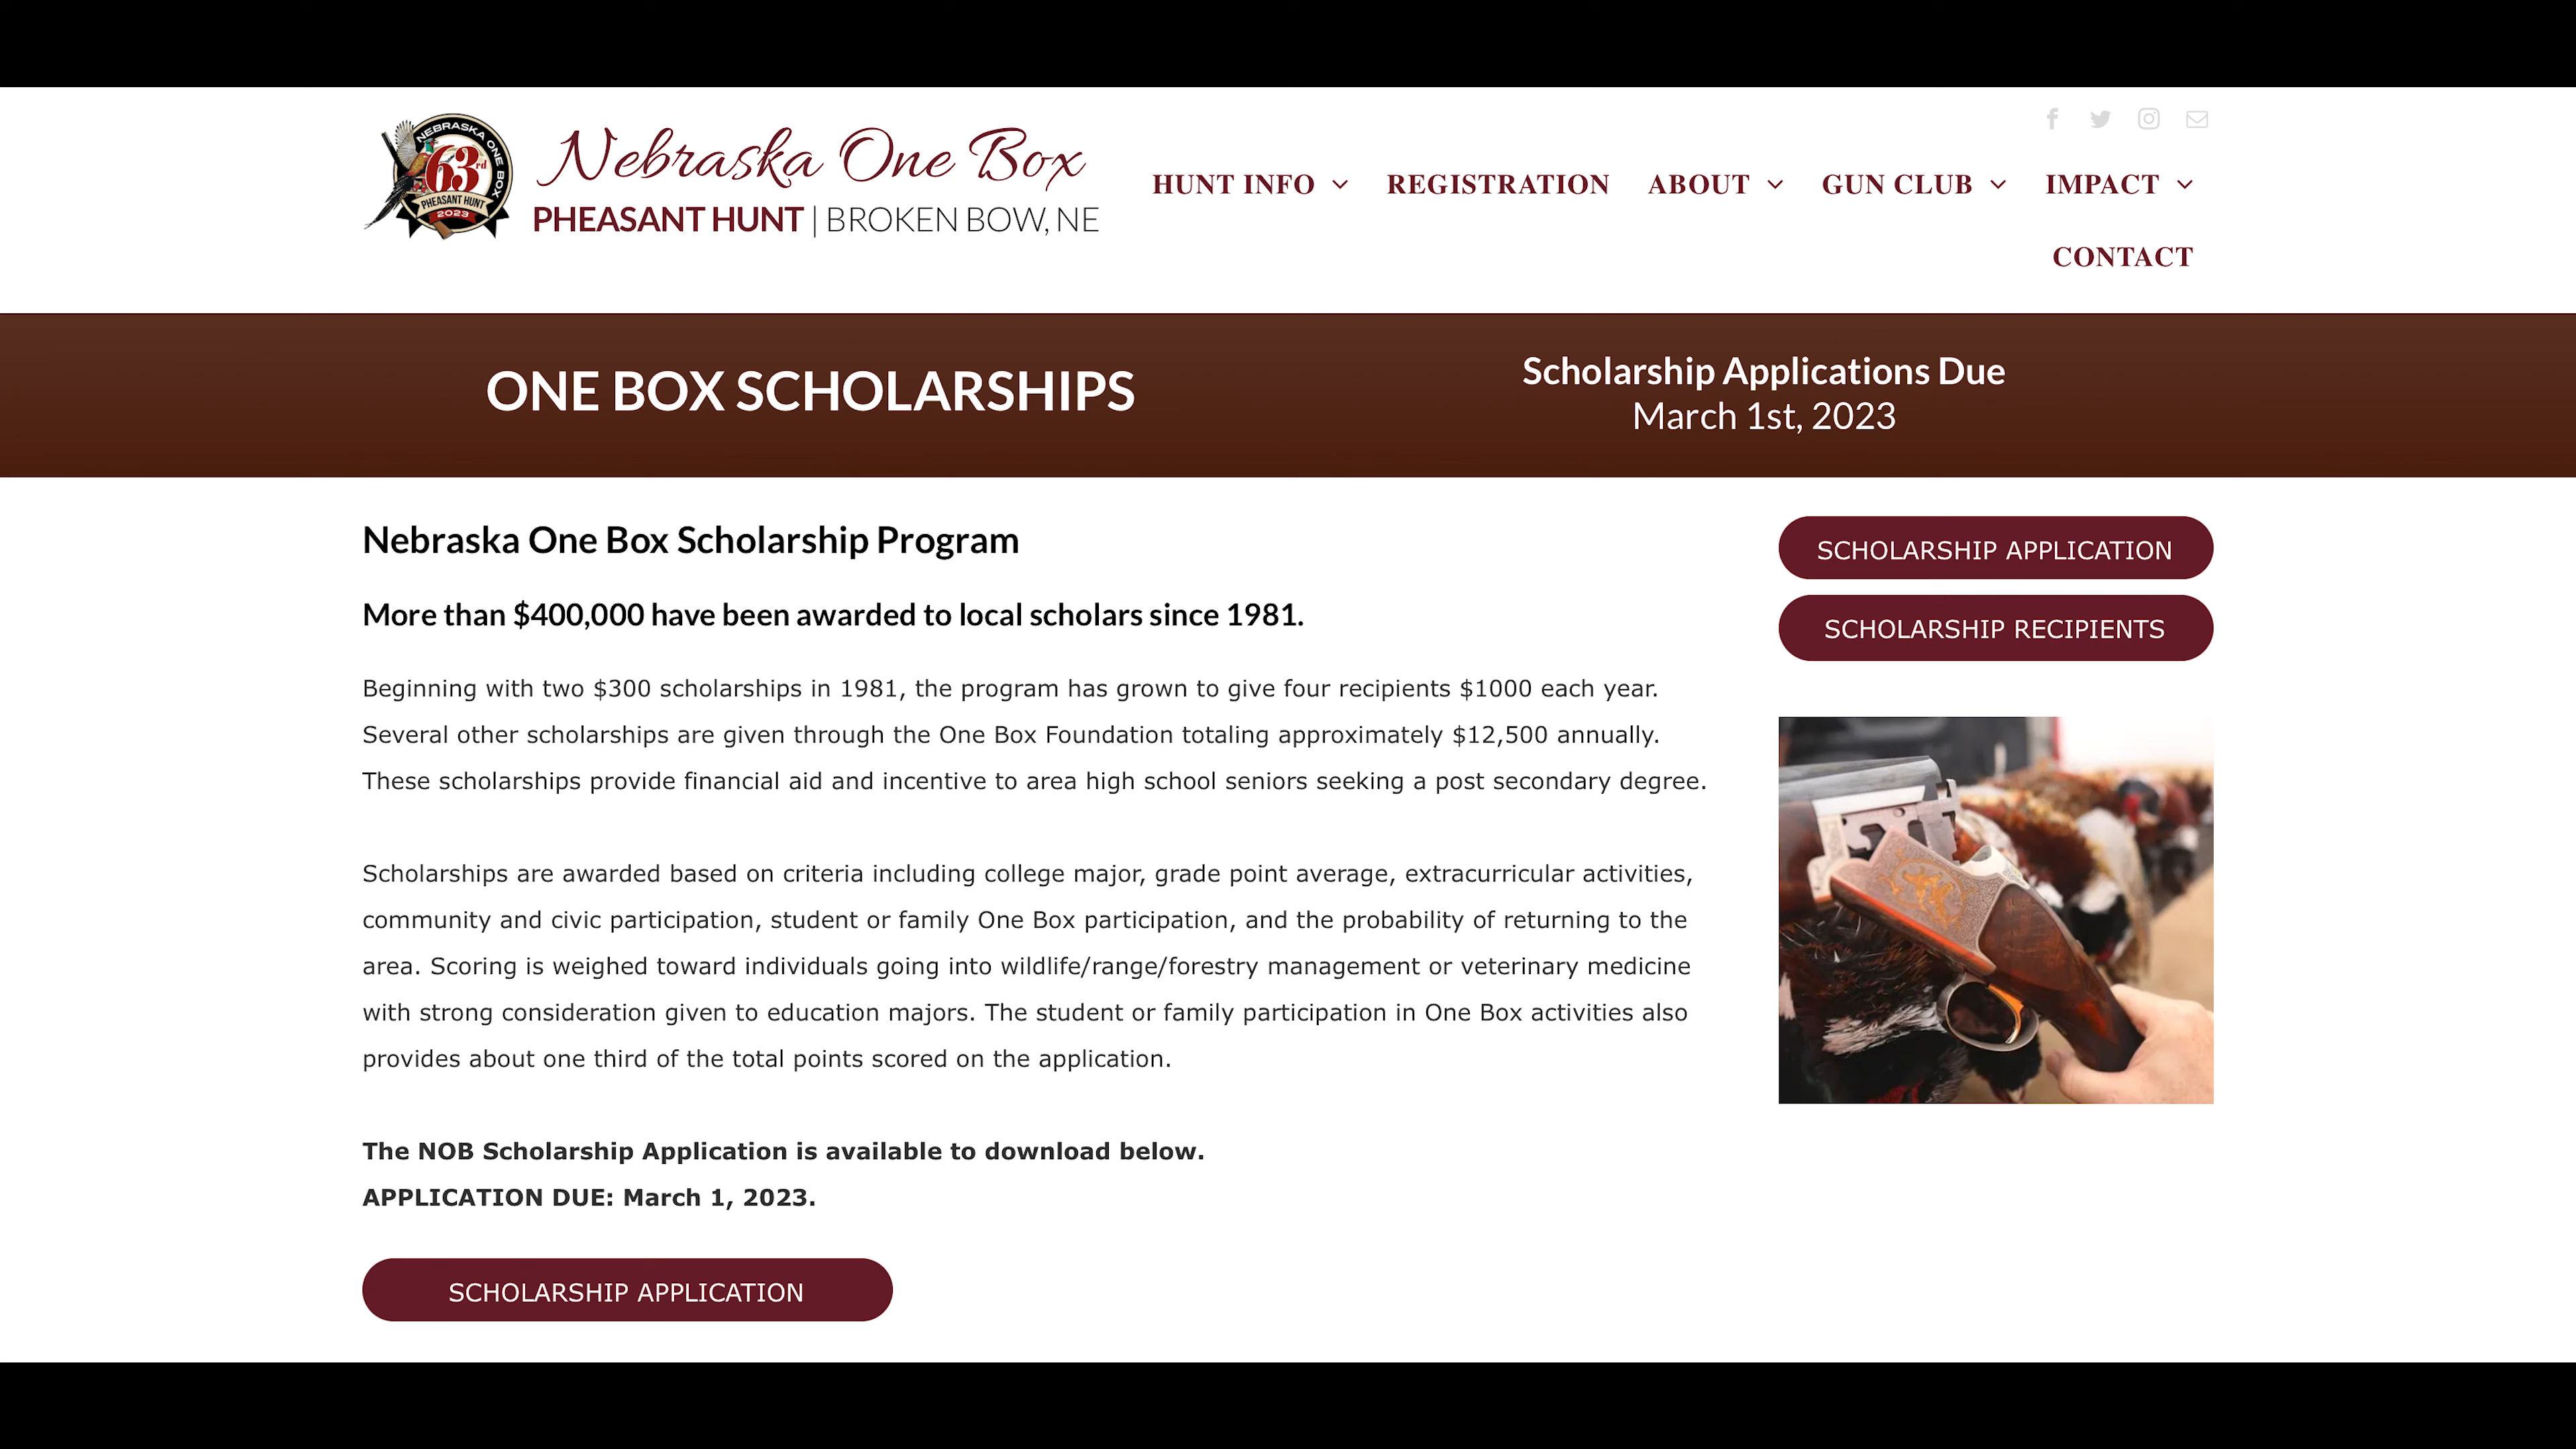 NEBRASKA ONE BOX
63rd
PHEASANT HUNT
2023
Nebraska One Box
PHEASANT HUNT | BROKEN BOW, NE
HUNT INFO
REGISTRATION
ABOUT
GUN CLUB
IMPACT
CONTACT
ONE BOX SCHOLARSHIPS
Scholarship Applications Due
March 1st, 2023
Nebraska One Box Scholarship Program
More than $400,000 have been awarded to local scholars since 1981.
Beginning with two $300 scholarships in 1981, the program has grown to give four recipients $1000 each year.
Several other scholarships are given through the One Box Foundation totaling approximately $12,500 annually.
These scholarships provide financial aid and incentive to area high school seniors seeking a post secondary degree.
Scholarships are awarded based on criteria including college major, grade point average, extracurricular activities,
community and civic participation, student or family One Box participation, and the probability of returning to the
area. Scoring is weighed toward individuals going into wildlife/range/forestry management or veterinary medicine
with strong consideration given to education majors. The student or family participation in One Box activities also
provides about one third of the total points scored on the application.
The NOB Scholarship Application is available to download below.
APPLICATION DUE: March 1, 2023.
SCHOLARSHIP APPLICATION
SCHOLARSHIP APPLICATION
SCHOLARSHIP RECIPIENTS